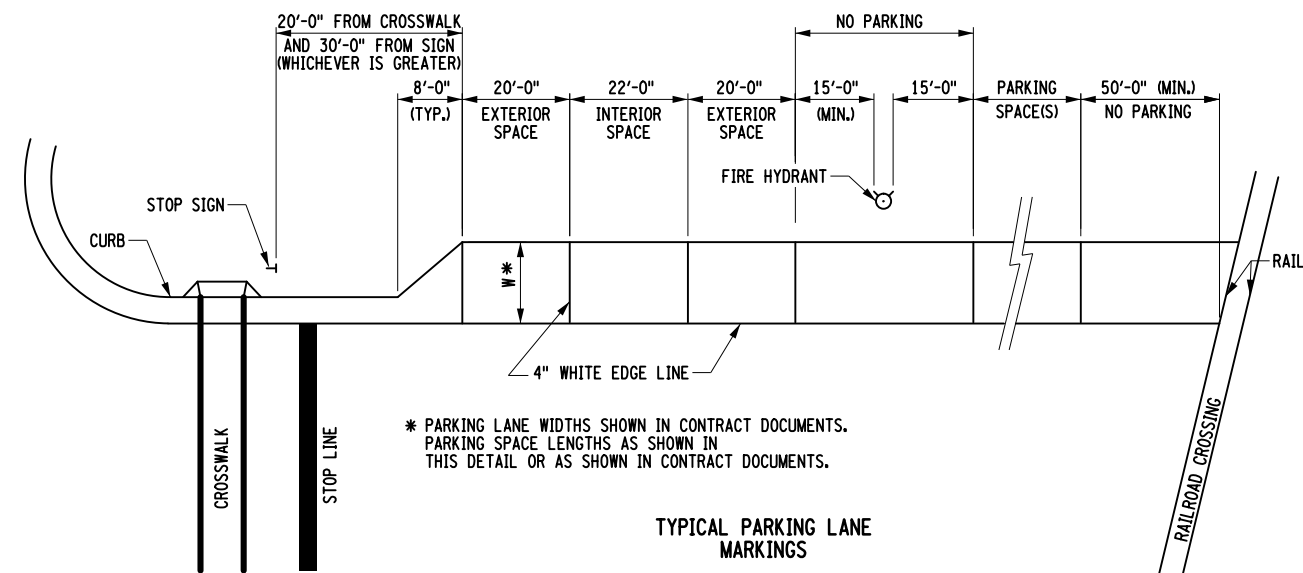 20'-0" FROM CROSSWALK
AND 30'-0" FROM SIGN
(WHICHEVER IS GREATER)
NO PARKING
8'-0"
(TYP.)
20'-0"
EXTERIOR
SPACE
22'-0"
INTERIOR
SPACE
20'-0"
EXTERIOR
SPACE
15'-0"
(MIN.)
15'-0"
PARKING
SPACE(S)
50'-0" (MIN.)
NO PARKING
FIRE HYDRANT
STOP SIGN
CURB
W*
RAIL
4" WHITE EDGE LINE
* PARKING LANE WIDTHS SHOWN IN CONTRACT DOCUMENTS.
PARKING SPACE LENGTHS AS SHOWN IN
THIS DETAIL OR AS SHOWN IN CONTRACT DOCUMENTS.
CROSSWALK
STOP LINE
RAILROAD CROSSING
TYPICAL PARKING LANE
MARKINGS